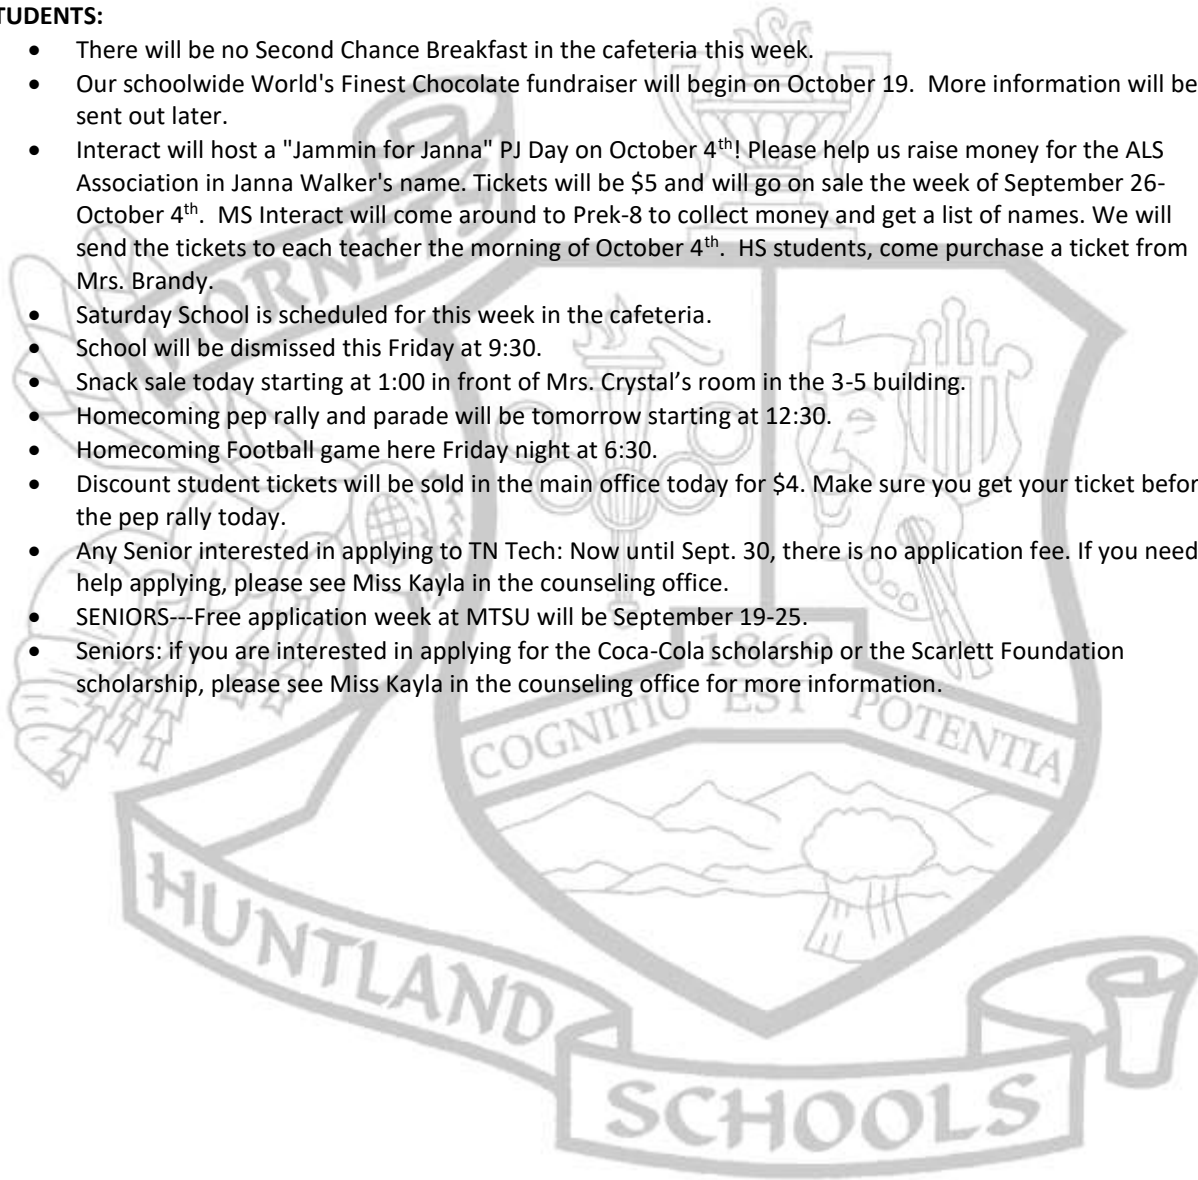 TUDENTS:
• There will be no Second Chance Breakfast in the cafeteria this week.
• Our schoolwide World's Finest Chocolate fundraiser will begin on October 19.  More information will be
sent out later.
• Interact will host a "Jammin for Janna" PJ Day on October 4th! Please help us raise money for the ALS
Association in Janna Walker's name. Tickets will be $5 and will go on sale the week of September 26-
October 4th.  MS Interact will come around to Prek-8 to collect money and get a list of names. We will
send the tickets to each teacher the morning of October 4th.  HS students, come purchase a ticket from
Mrs. Brandy.
• Saturday School is scheduled for this week in the cafeteria.
• School will be dismissed this Friday at 9:30.
• Snack sale today starting at 1:00 in front of Mrs. Crystal’s room in the 3-5 building.
• Homecoming pep rally and parade will be tomorrow starting at 12:30.
• Homecoming Football game here Friday night at 6:30.
• Discount student tickets will be sold in the main office today for $4. Make sure you get your ticket befor
the pep rally today.
• Any Senior interested in applying to TN Tech: Now until Sept. 30, there is no application fee. If you need
help applying, please see Miss Kayla in the counseling office.
• SENIORS---Free application week at MTSU will be September 19-25.
• Seniors: if you are interested in applying for the Coca-Cola scholarship or the Scarlett Foundation
scholarship, please see Miss Kayla in the counseling office for more information.
HORNETS
COGNITIO EST POTENTIA
HUNTLAND
SCHOOLS